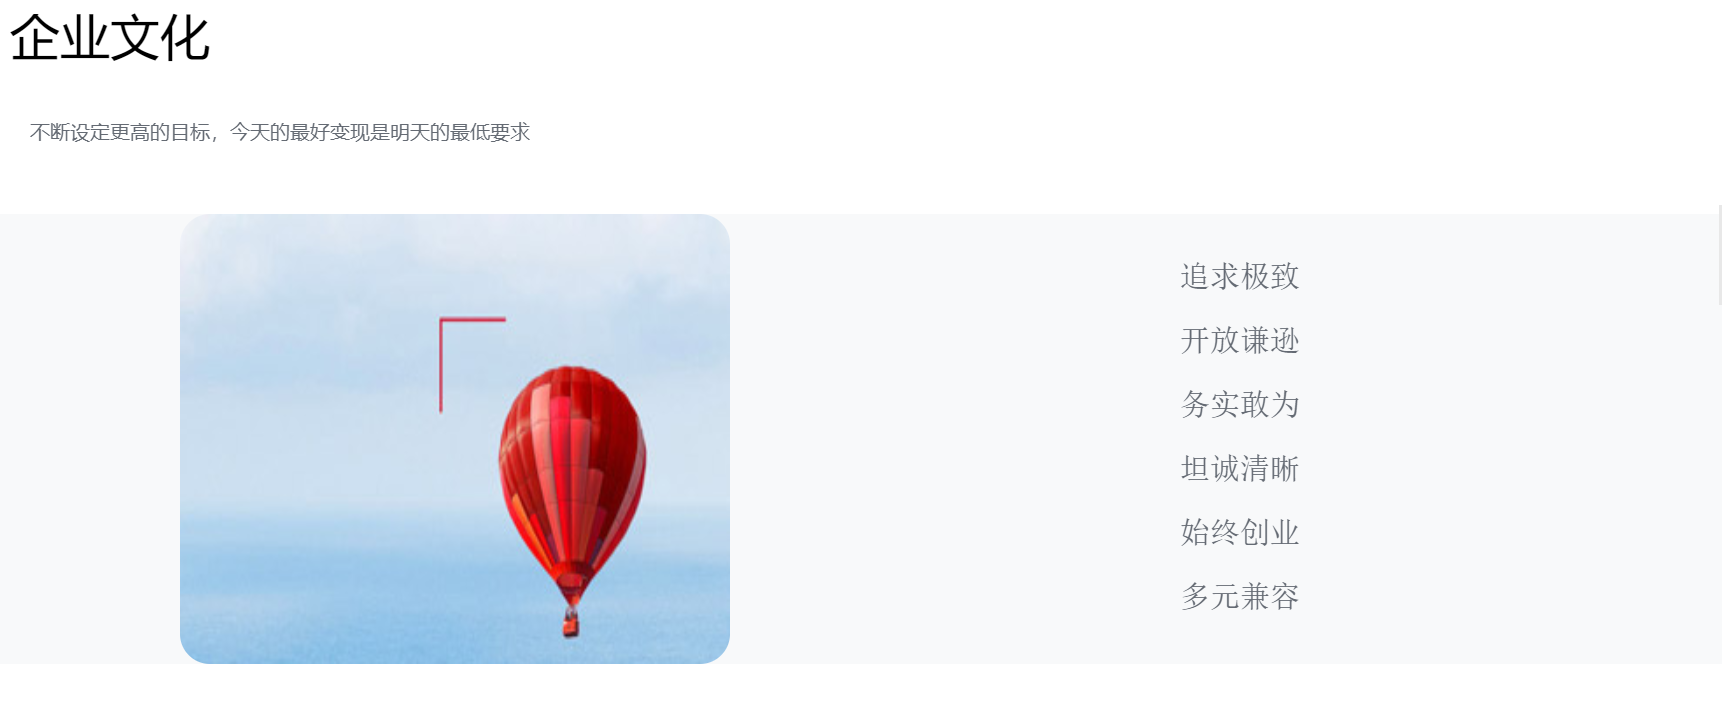 企业文化
不断设定更高的目标，今天的最好变现是明天的最低要求
追求极致
开放谦逊
务实敢为
坦诚清晰
始终创业
多元兼容